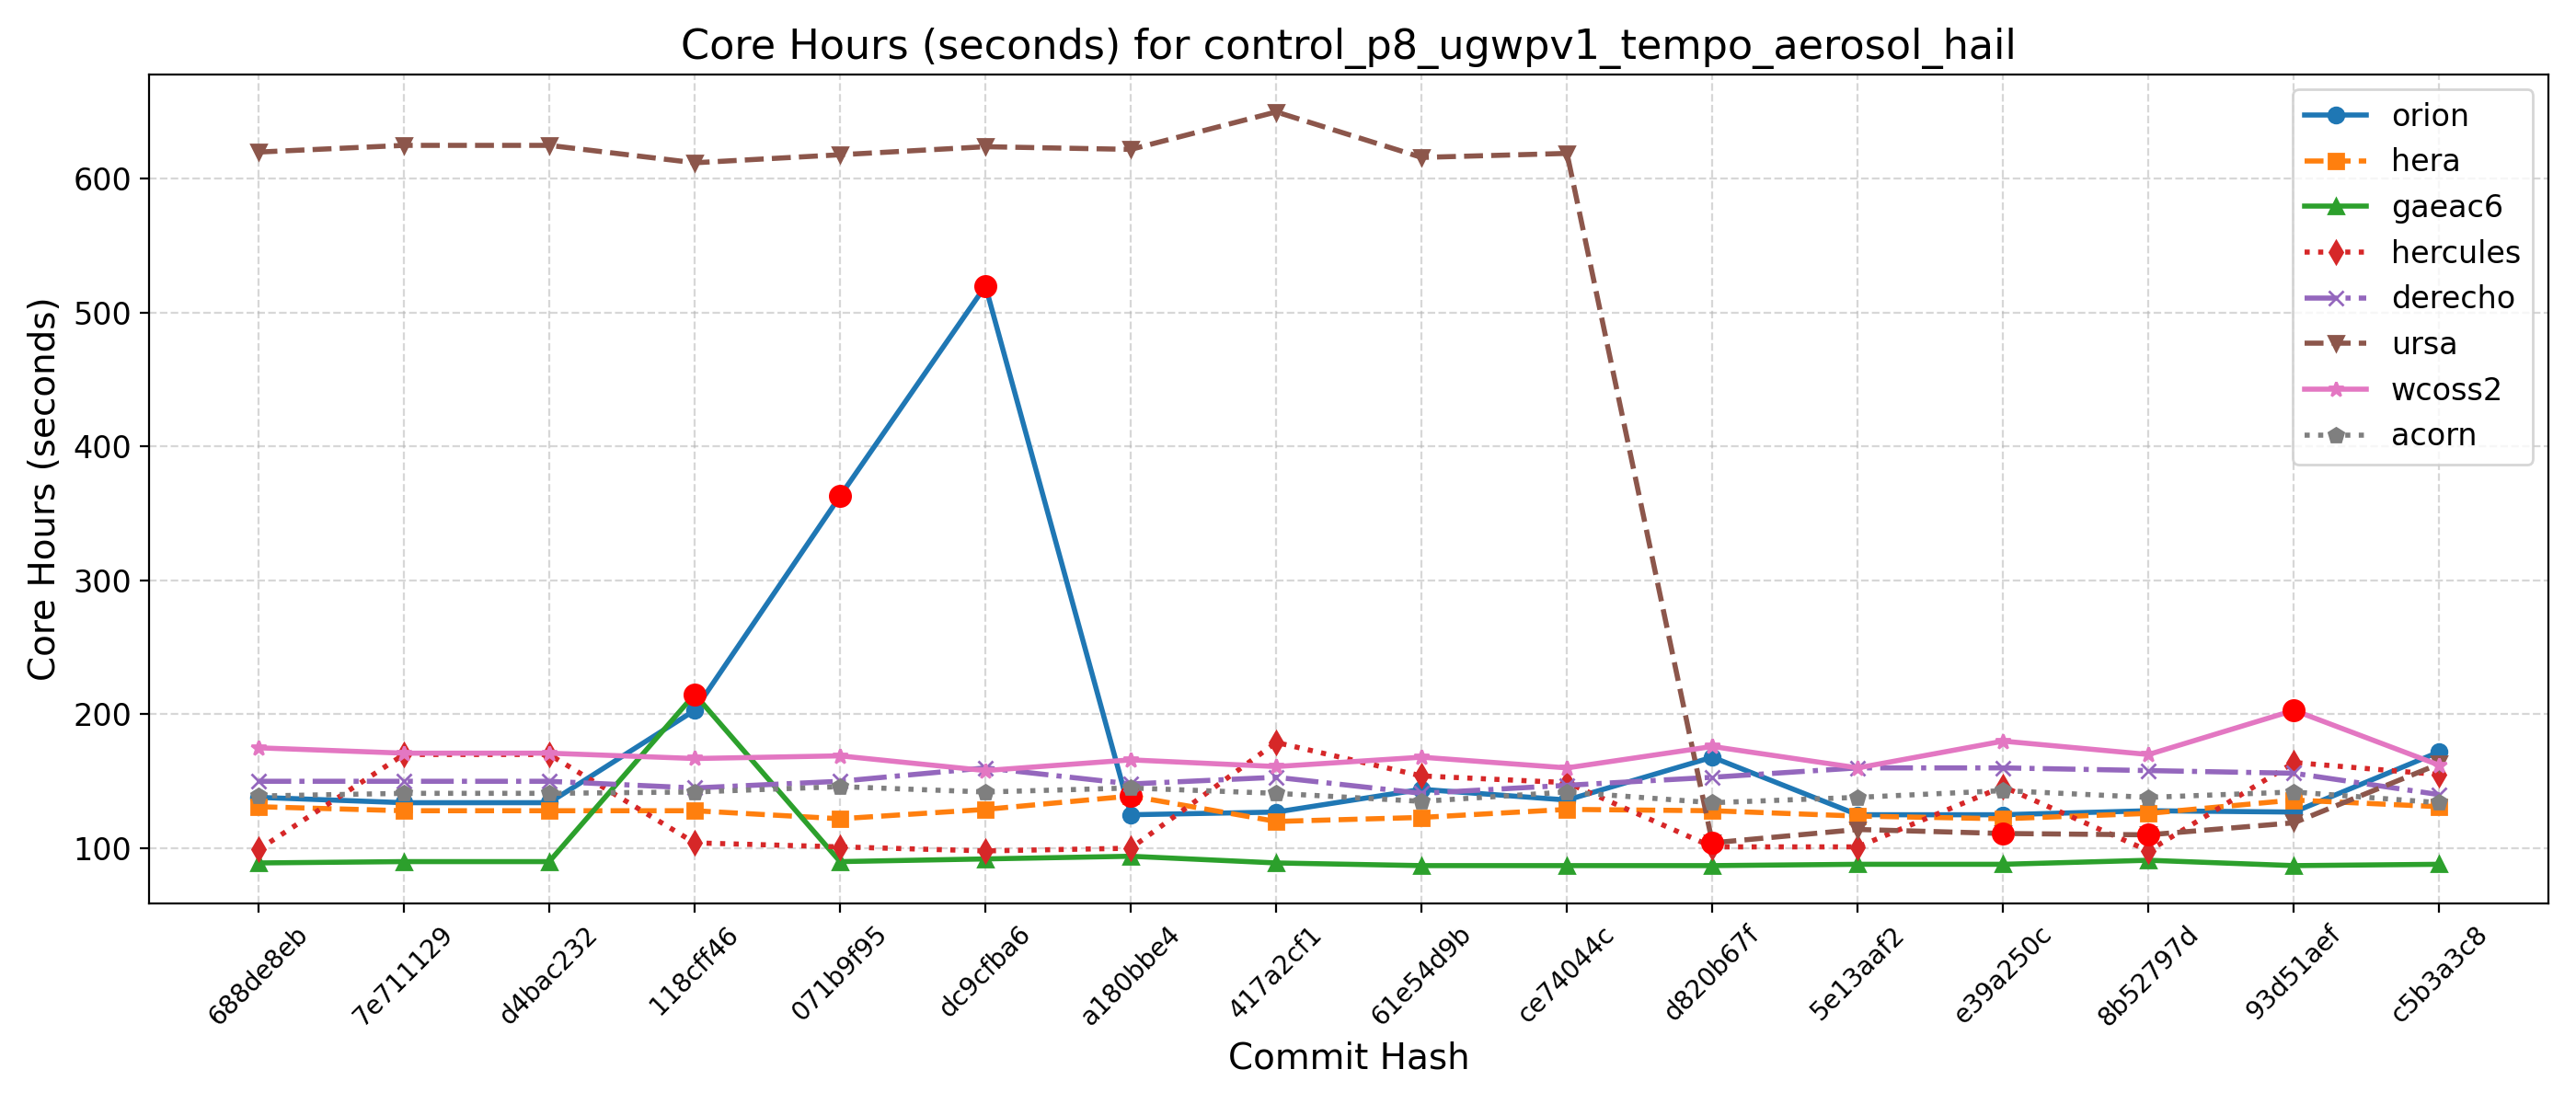 Core Hours (seconds) for control_p8_ugwpv1_tempo_aerosol_hail
Core Hours (seconds)
600
500
400
300
200
100
orion
hera
gaeac6
hercules
derecho
ursa
wcoss2
acorn
688de8eb
7e711129
d4bac232
118cff46
071b9f95
dc9cfba6
a180bbe4
417a2cf1
61e54d9b
ce74044c
d820b67f
5e13aaf2
e39a250c
8b52797d
93d51aef
c5b3a3c8
Commit Hash